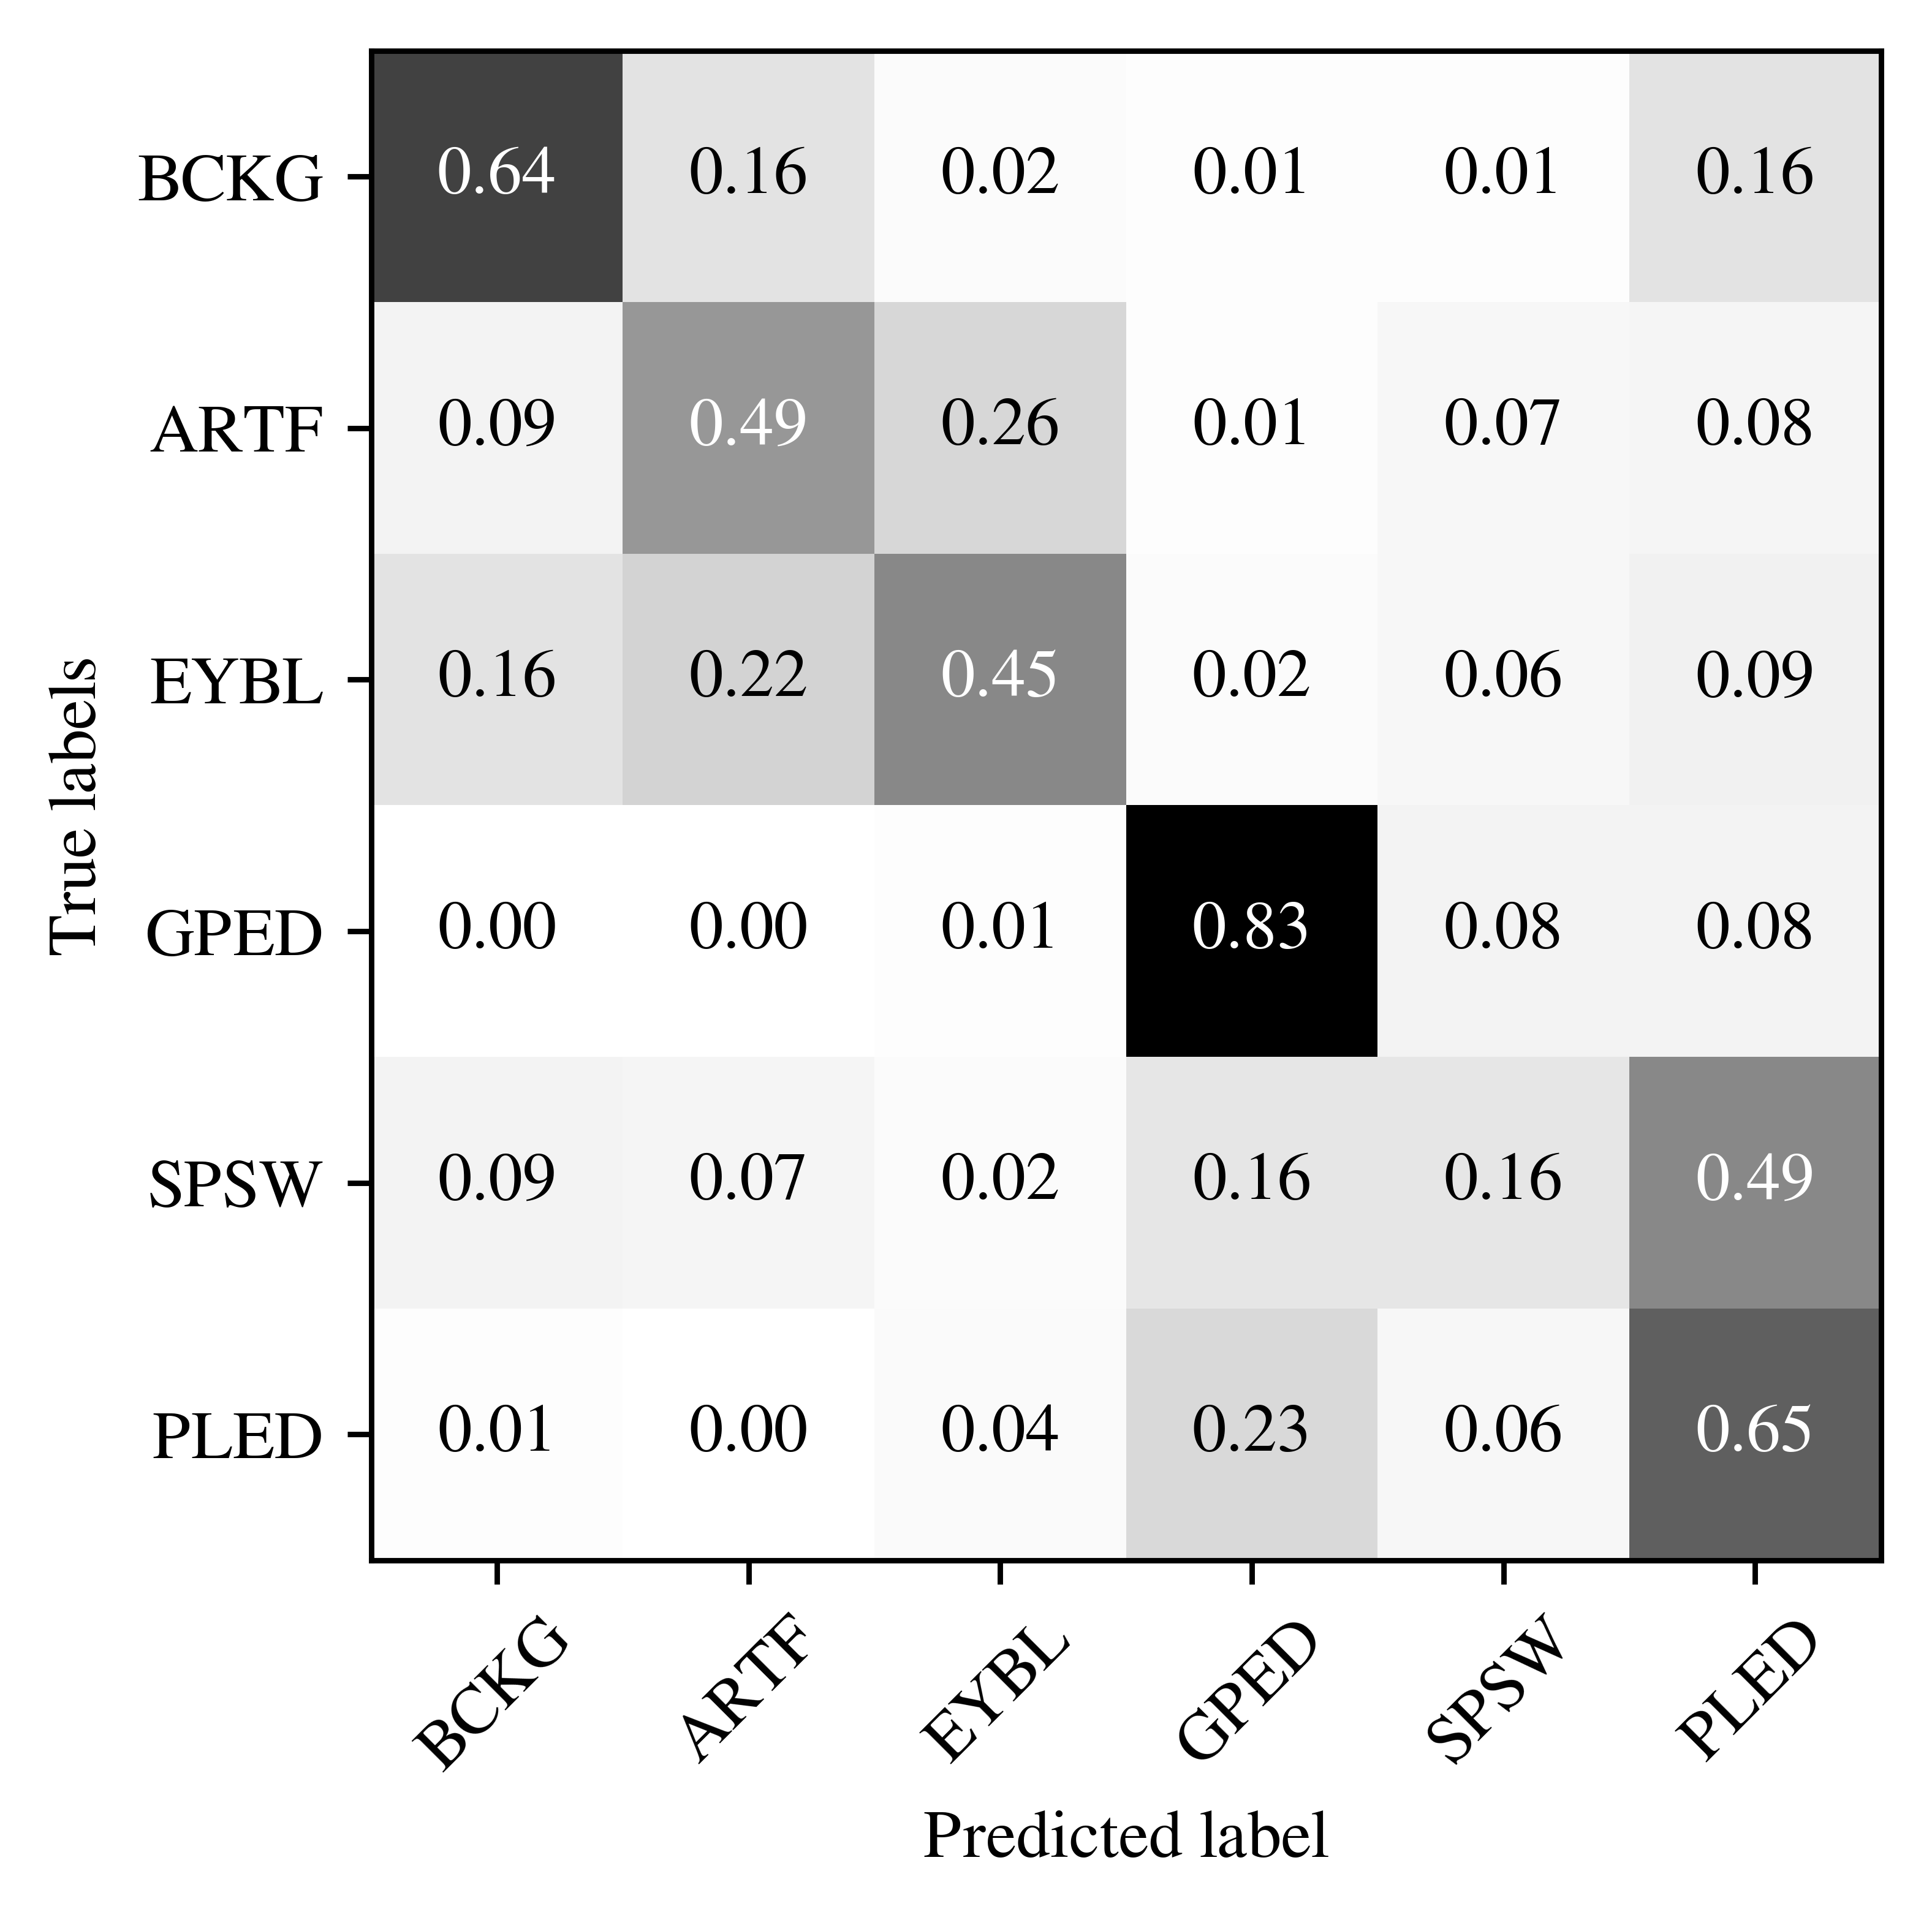 BCKG 0.64 0.16 0.02 0.01 0.01 0.16
ARTF 0.09 0.49 0.26 0.01 0.07 0.08
EYBL 0.16 0.22 0.45 0.02 0.06 0.09
GPED 0.00 0.00 0.01 0.83 0.08 0.08
SPSW 0.09 0.07 0.02 0.16 0.16 0.49
PLED 0.01 0.00 0.04 0.23 0.06 0.65
True labels
BCKG ARTF EYBL GPED SPSW PLED
Predicted label